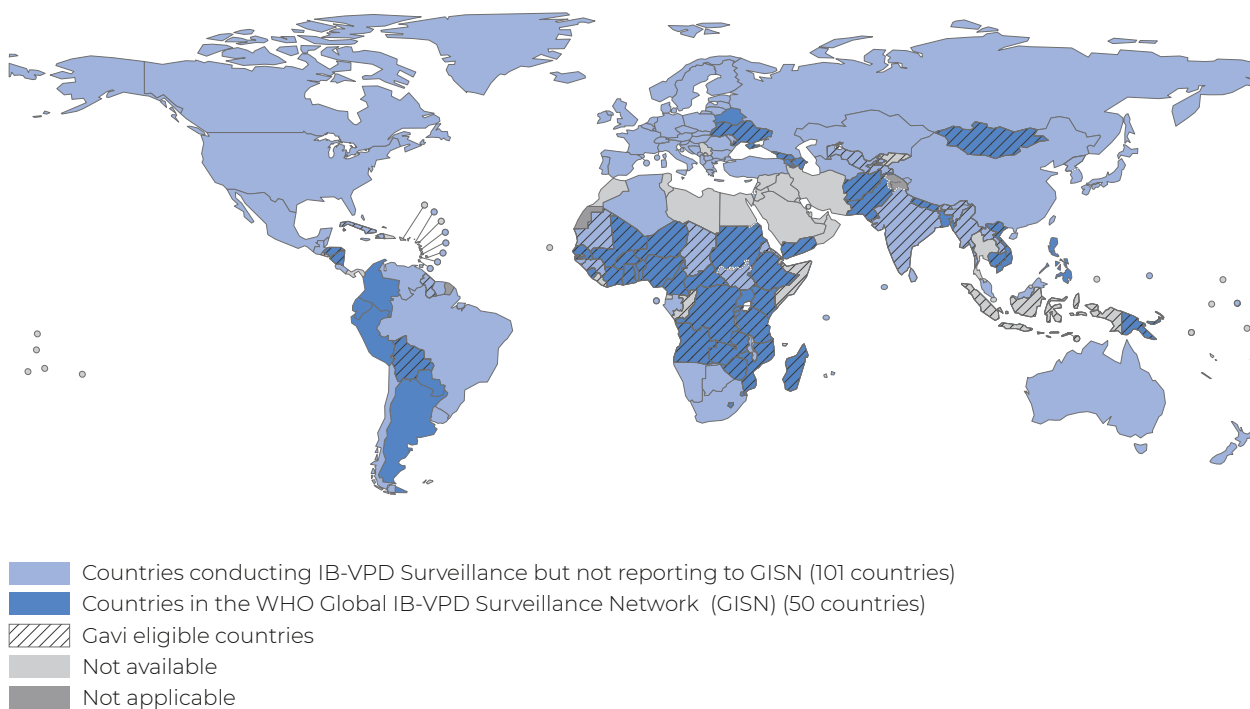 Countries conducting IB-VPD Surveillance but not reporting to GISN (101 countries)
Countries in the WHO Global IB-VPD Surveillance Network (GISN) (50 countries)
Gavi eligible countries
Not available
Not applicable